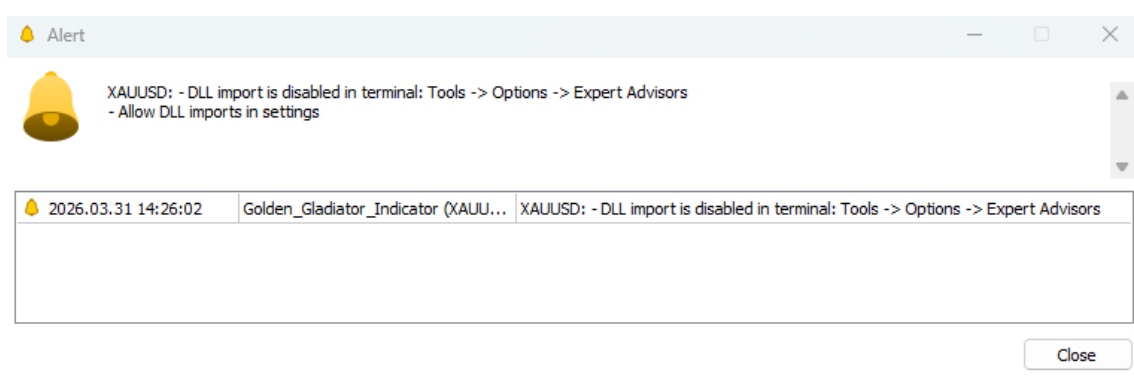 Alert
XAUUSD: - DLL import is disabled in terminal: Tools -> Options -> Expert Advisors
- Allow DLL imports in settings
2026.03.31 14:26:02 Golden_Gladiator_Indicator (XAUU... XAUUSD: - DLL import is disabled in terminal: Tools -> Options -> Expert Advisors
Close